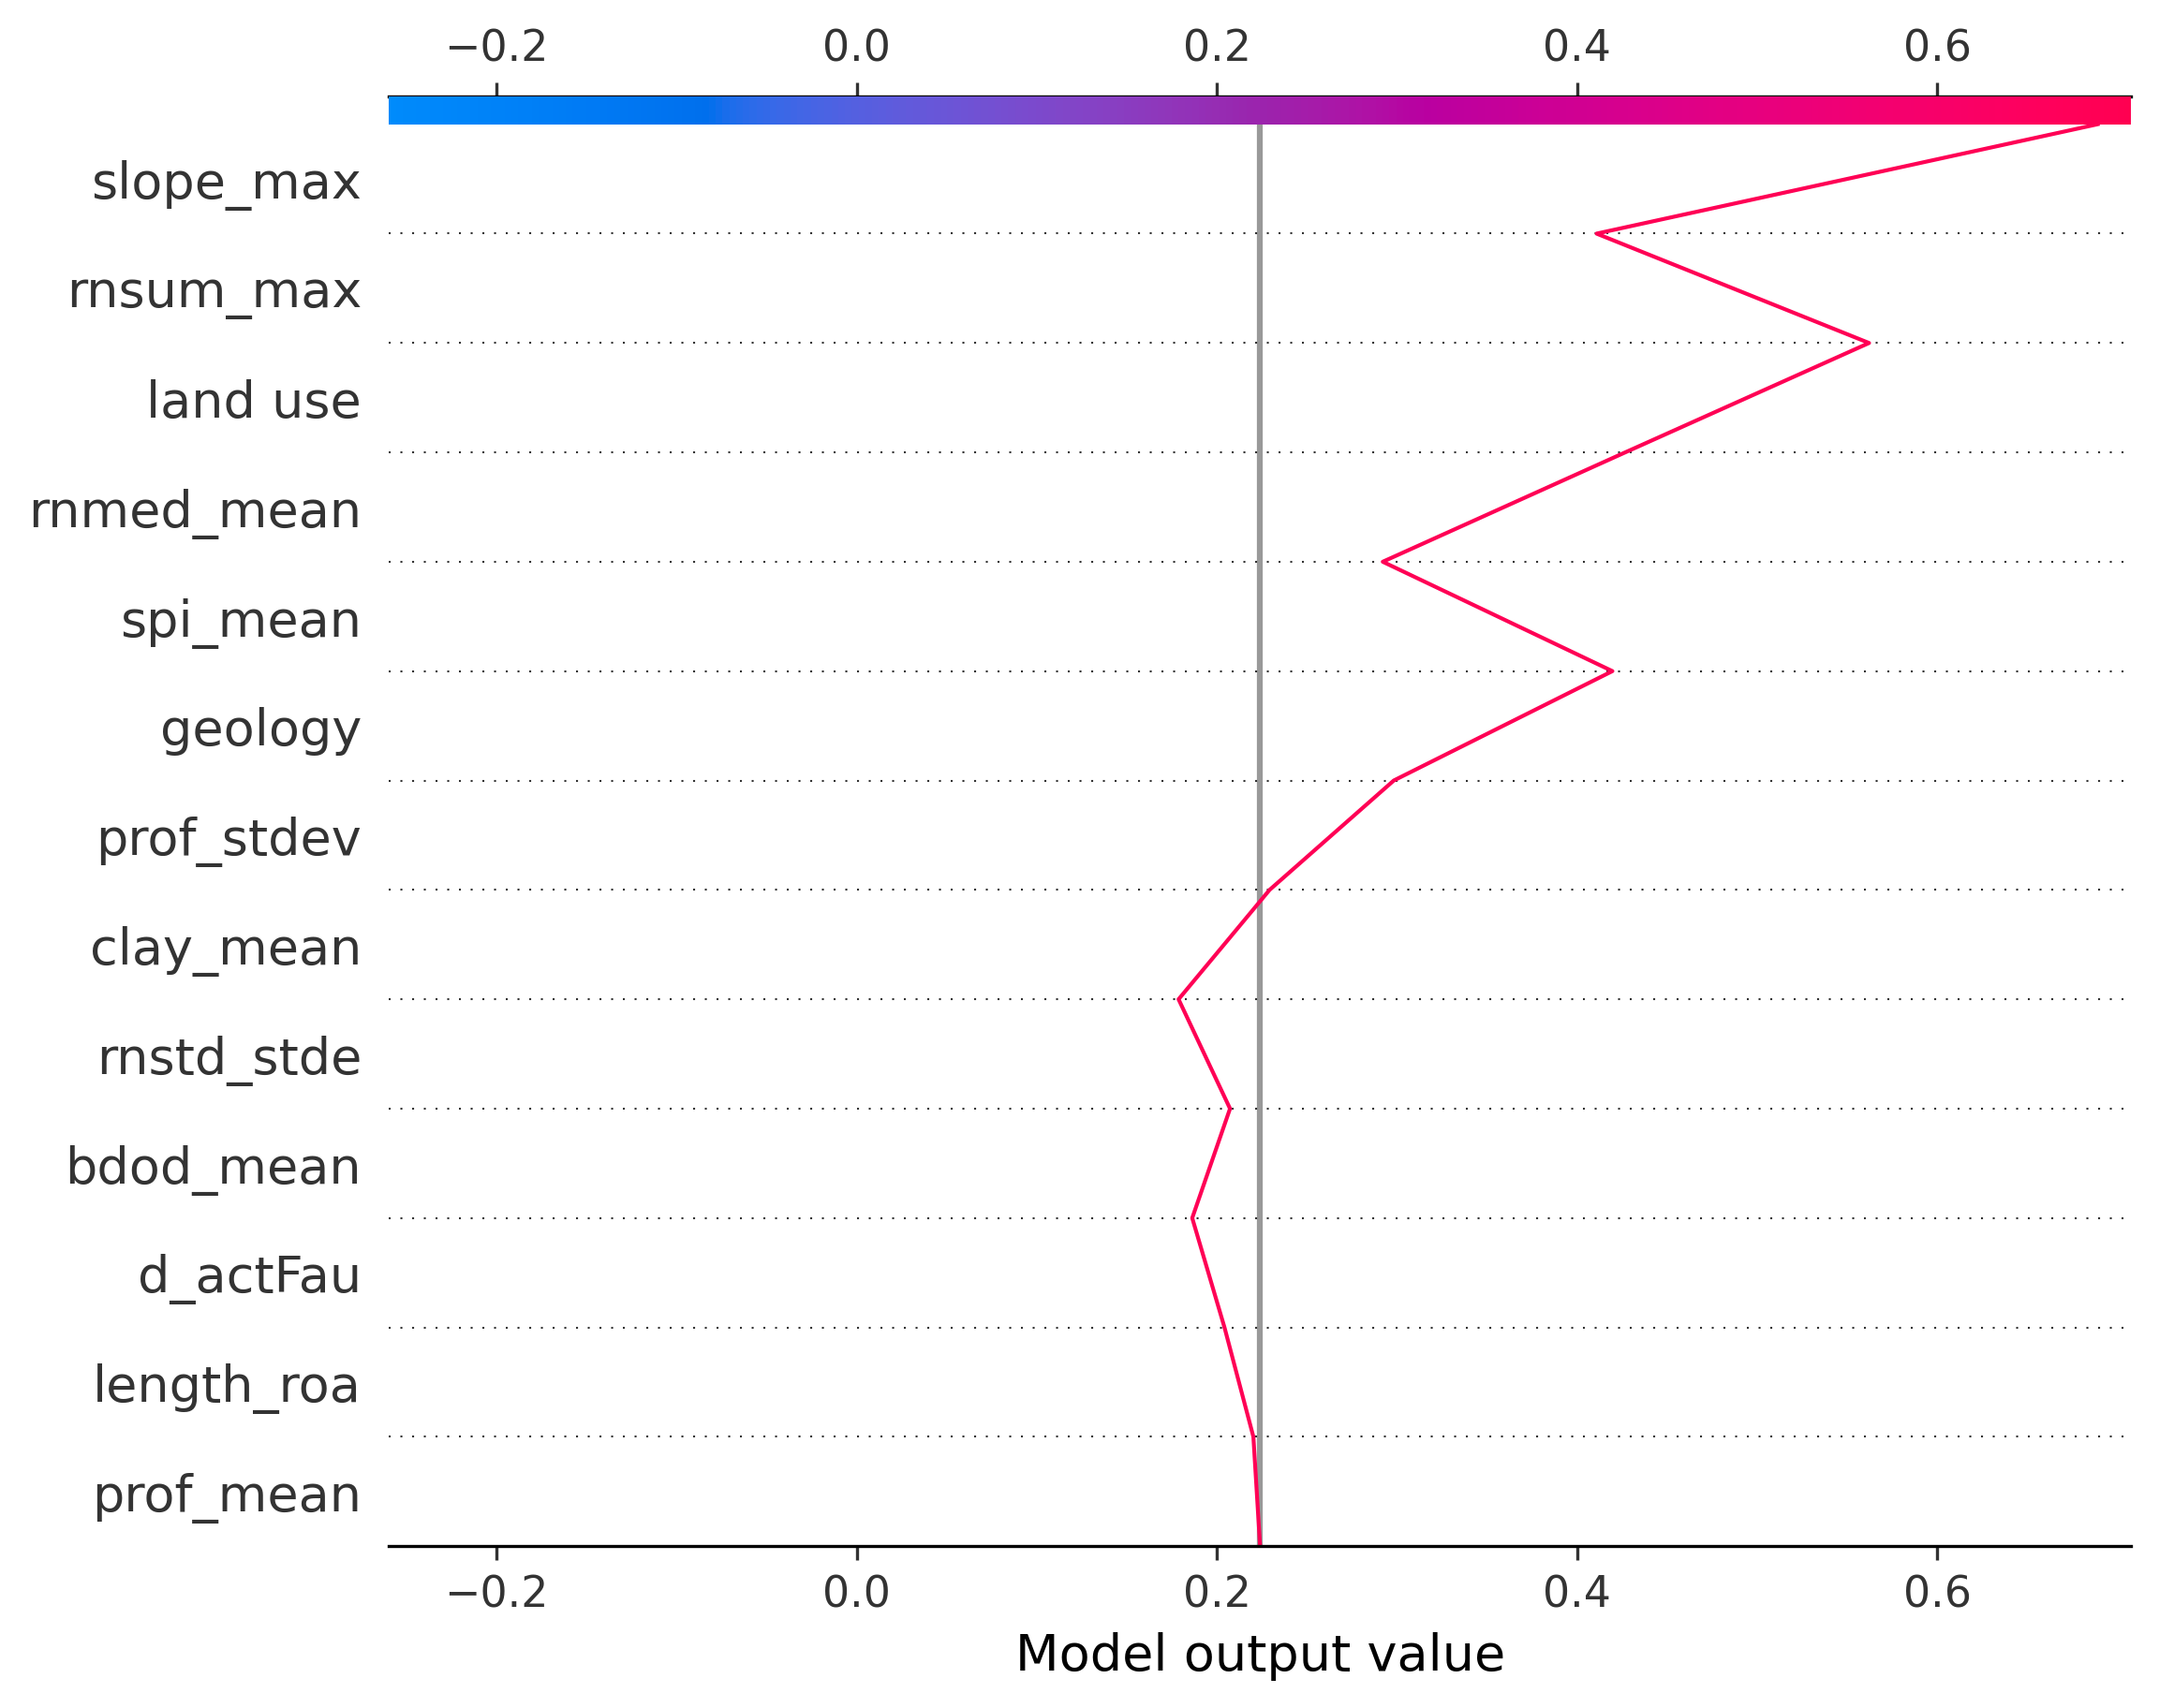 −0.2 0.0 0.2 0.4 0.6
slope_max
rnsum_max
land use
rnmed_mean
spi_mean
geology
prof_stdev
clay_mean
rnstd_stde
bdod_mean
d_actFau
length_roa
prof_mean
−0.2 0.0 0.2 0.4 0.6
Model output value